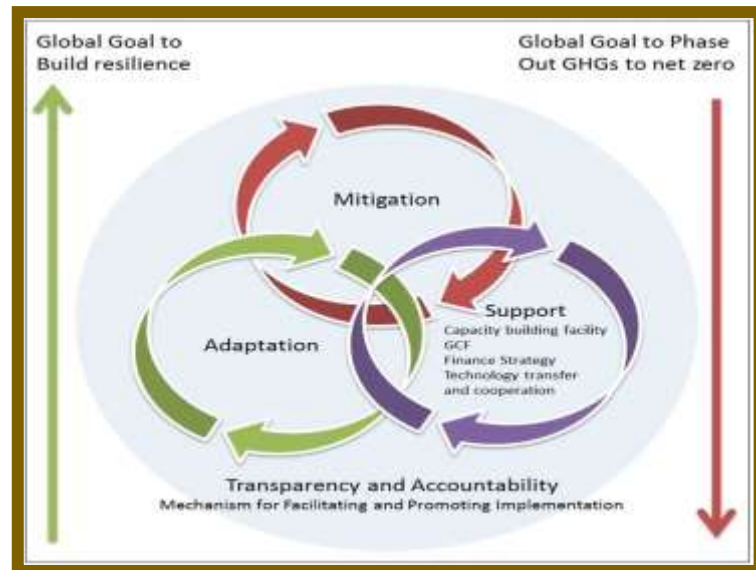 Global Goal to
Build resilience
Global Goal to Phase
Out GHGs to net zero
Mitigation
Adaptation
Support
Capacity building facility
GCF
Finance Strategy
Technology transfer
and cooperation
Transparency and Accountability
Mechanism for Facilitating and Promoting Implementation